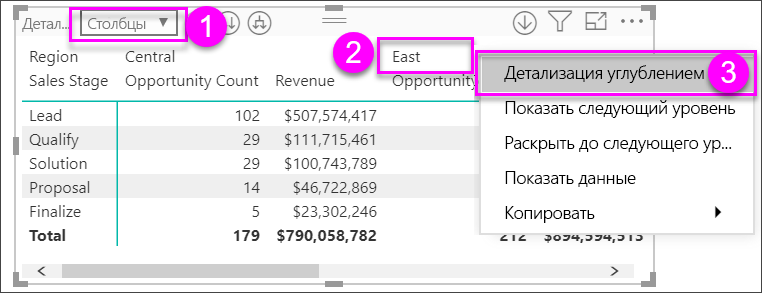 Детал... Столбцы 1
2
3
Region Central East
Sales Stage Opportunity Count Revenue Opportunity
Lead 102 $507,574,417
Qualify 29 $111,715,461
Solution 29 $100,743,789
Proposal 14 $46,722,869
Finalize 5 $23,302,246
Total 179 $790,058,782 212 $894,594,513
Детализация углублением
Показать следующий уровень
Раскрыть до следующего ур...
Показать данные
Копировать